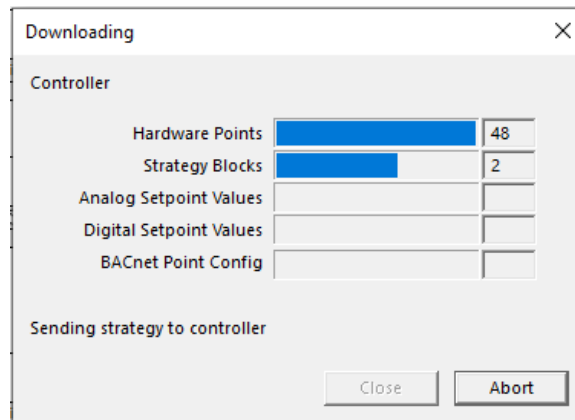 Downloading
Controller
Hardware Points 48
Strategy Blocks 2
Analog Setpoint Values
Digital Setpoint Values
BACnet Point Config
Sending strategy to controller
Close Abort